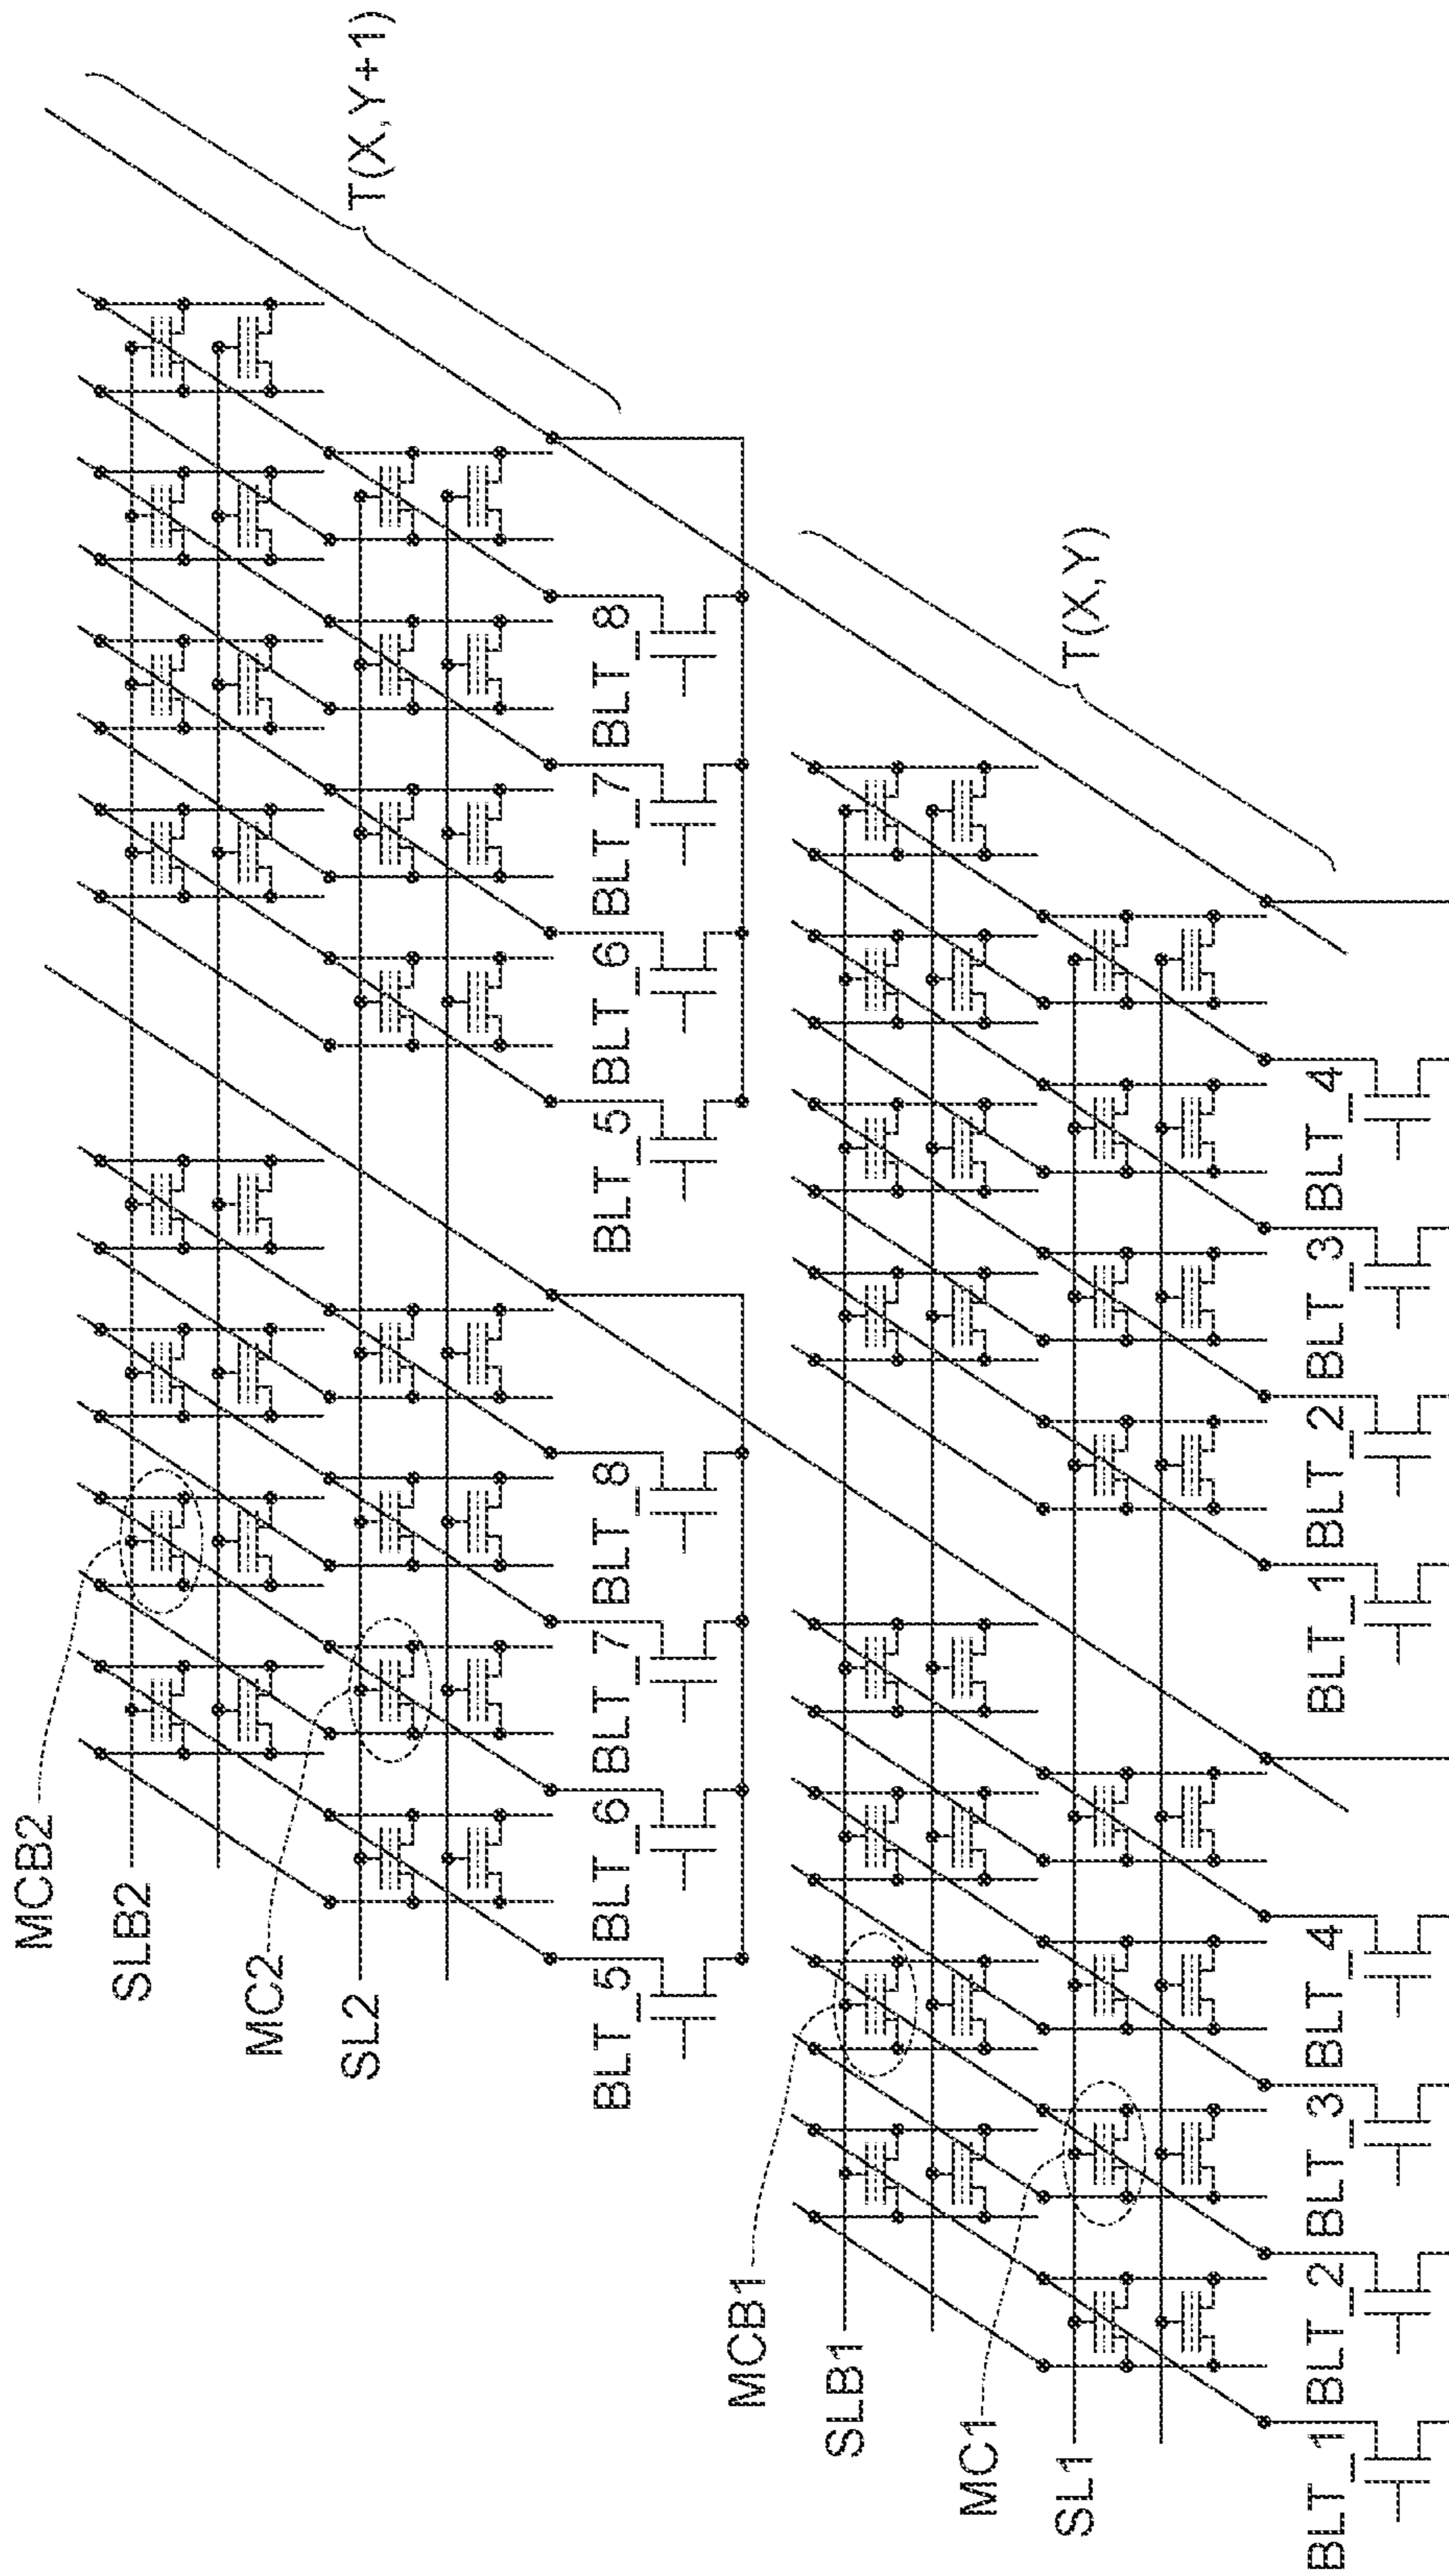 MCB2
SLB2
MC2
SL2
BLT_5 BLT_6 BLT_7 BLT_8
BLT_5 BLT_6 BLT_7 BLT_8
T(X,Y+1)
MCB1
SLB1
MC1
SL1
BLT_1 BLT_2 BLT_3 BLT_4
BLT_1 BLT_2 BLT_3 BLT_4
T(X,Y)